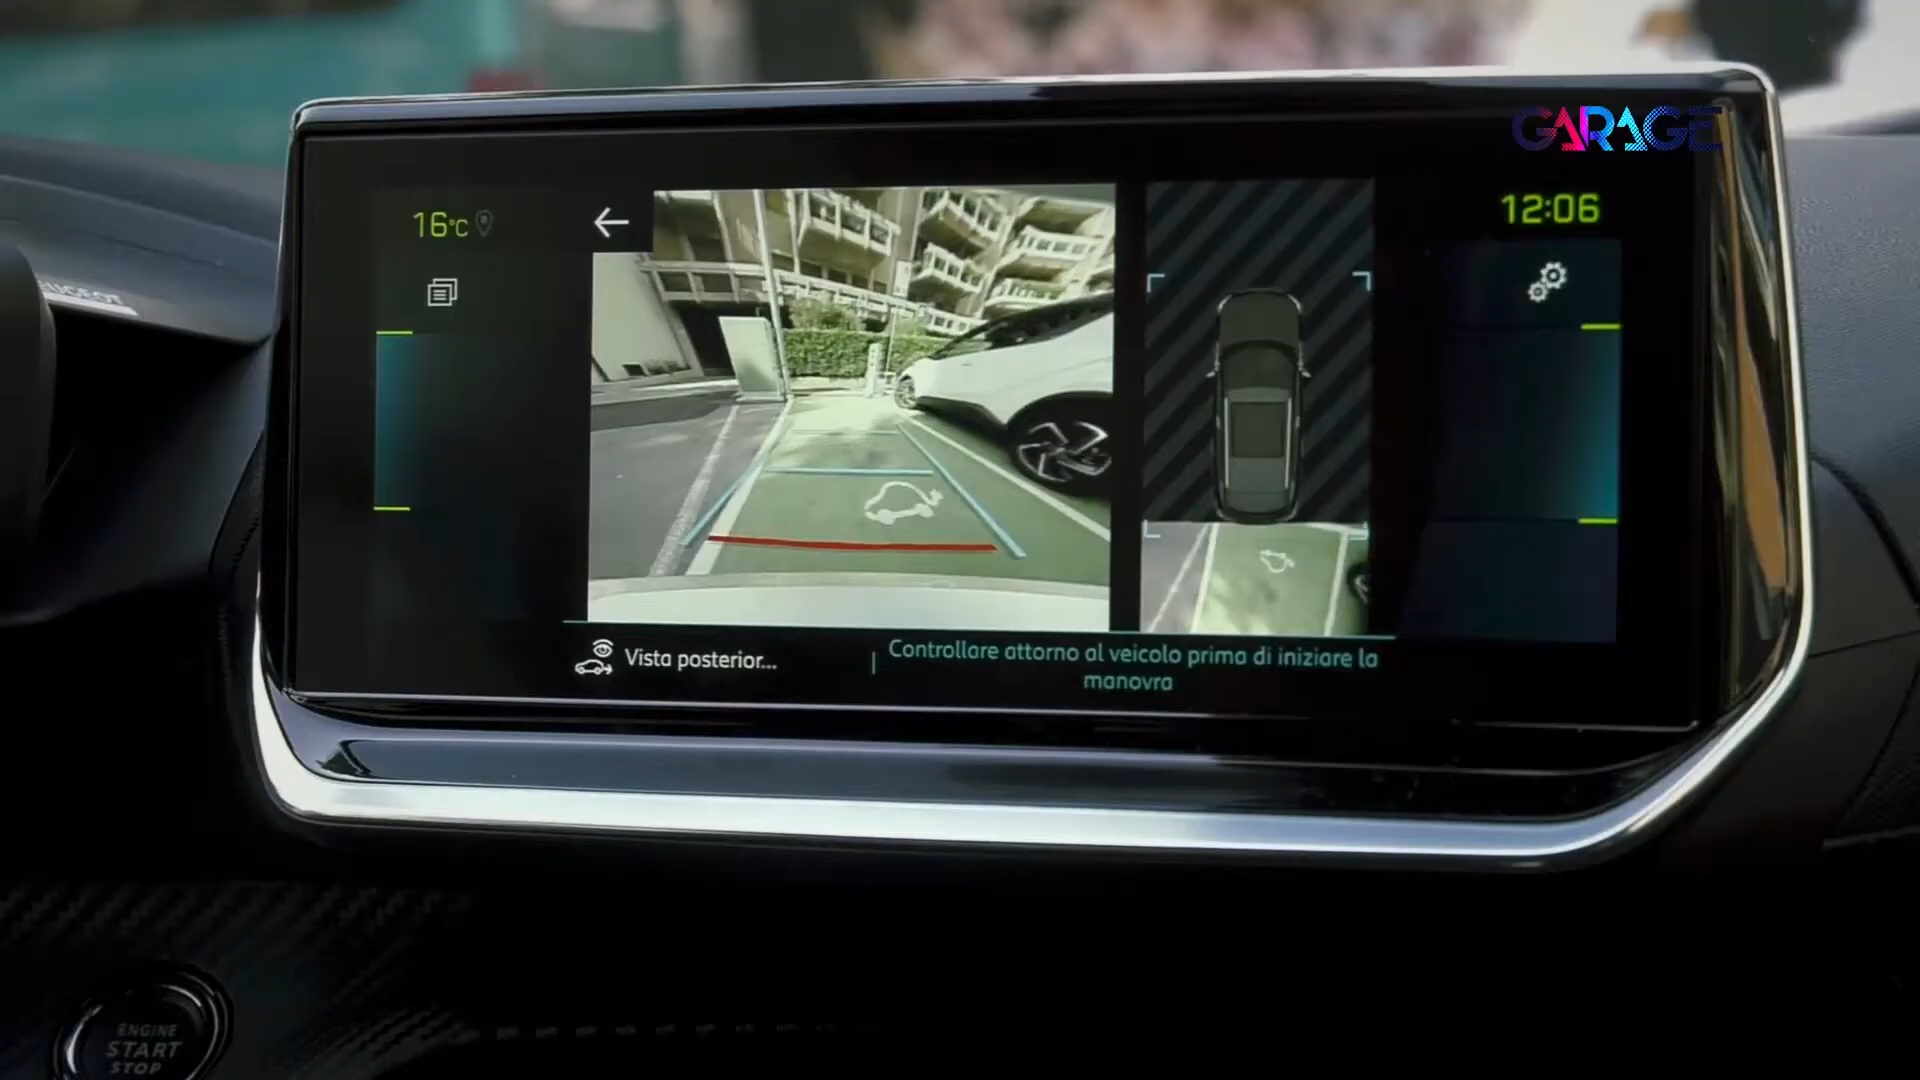 GARAGE
16°C
12:06
Vista posterior...
Controllare attorno al veicolo prima di iniziare la
manovra
ENGINE
START
STOP